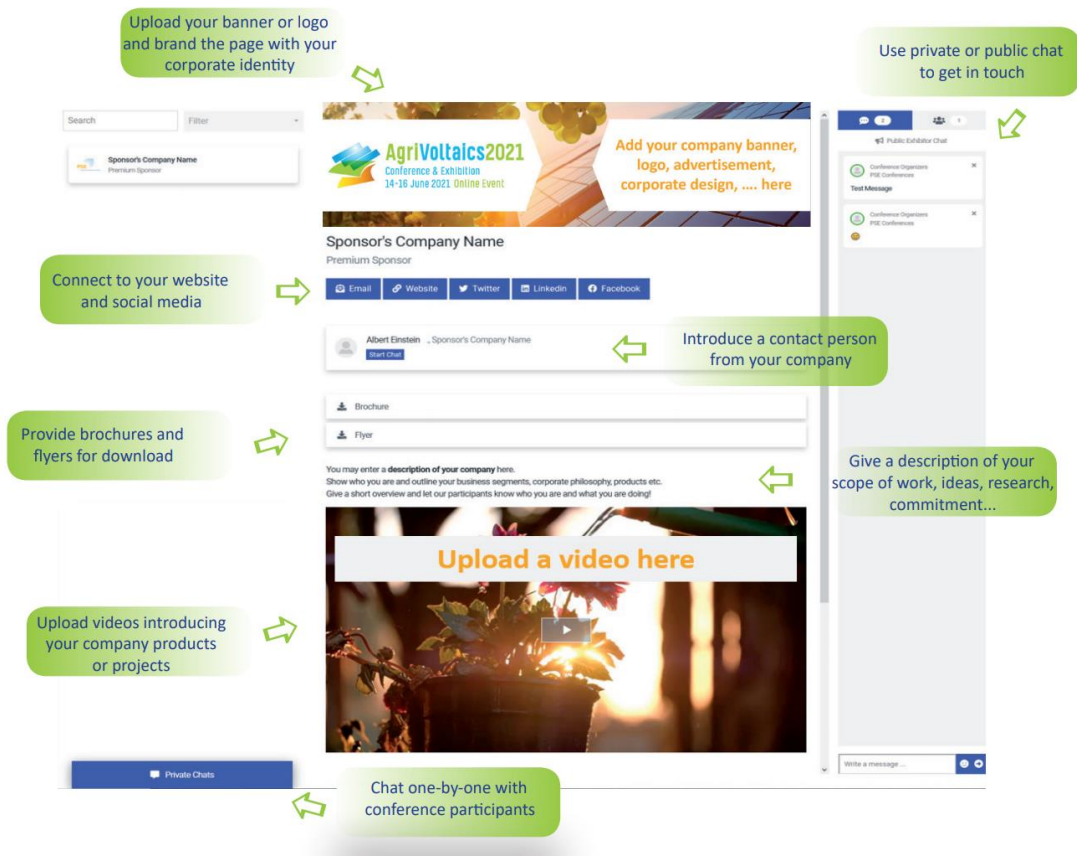 Upload your banner or logo
and brand the page with your
corporate identity
Use private or public chat
to get in touch
Search
Filter
Sponsor's Company Name
Premium Sponsor
AgriVoltaics2021
Conference & Exhibition
14-16 June 2021 Online Event
Add your company banner,
logo, advertisement,
corporate design, .... here
2
1
Public Exhibitor Chat
Conference Organizers
PSE Conferences
Test Message
Conference Organizers
PSE Conferences
Sponsor's Company Name
Premium Sponsor
Connect to your website
and social media
Email
Website
Twitter
Linkedin
Facebook
Albert Einstein , Sponsor's Company Name
Start Chat
Introduce a contact person
from your company
Provide brochures and
flyers for download
Brochure
Flyer
You may enter a description of your company here.
Show who you are and outline your business segments, corporate philosophy, products etc.
Give a short overview and let our participants know who you are and what you are doing!
Give a description of your
scope of work, ideas, research,
commitment...
Upload a video here
Upload videos introducing
your company products
or projects
Private Chats
Write a message ...
Chat one-by-one with
conference participants